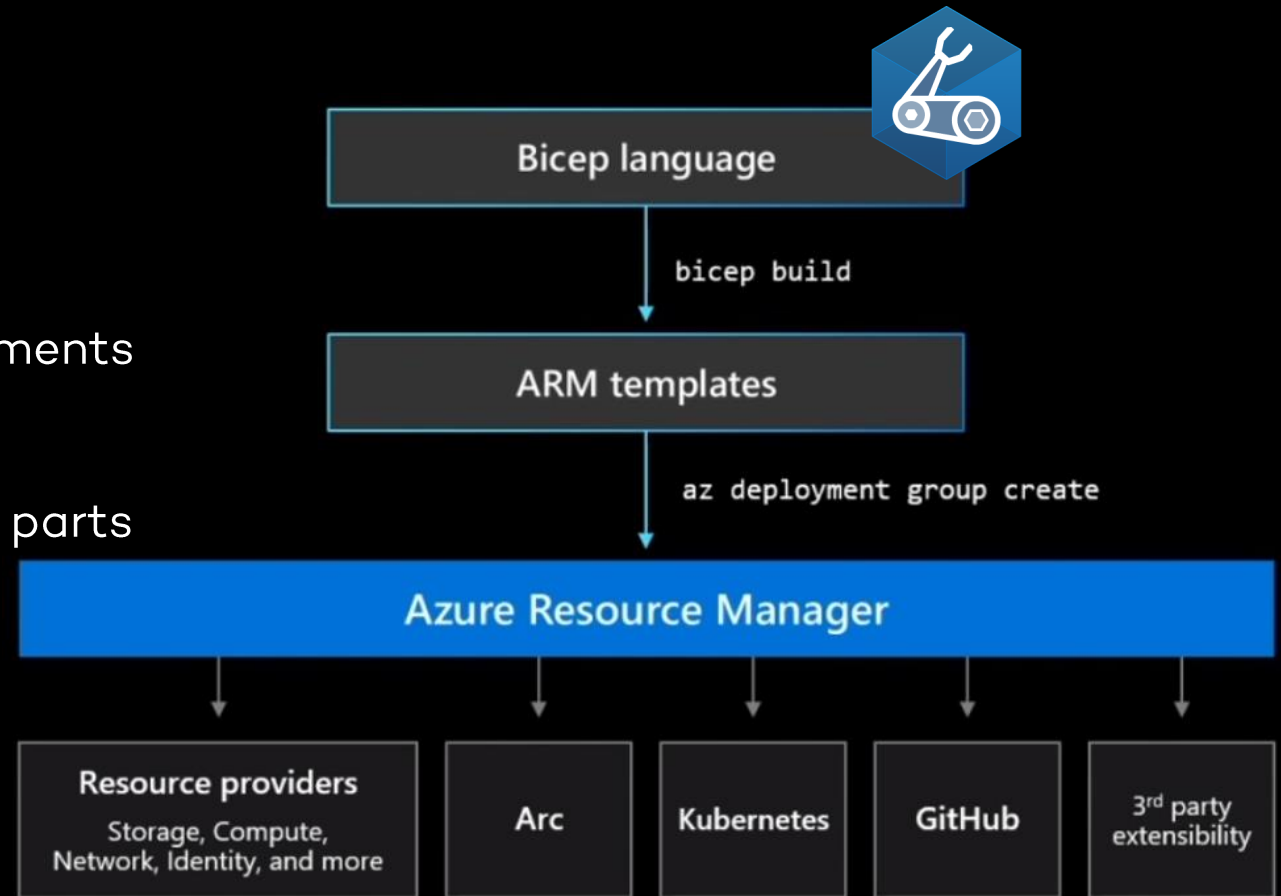 Bicep language
bicep build
ments
ARM templates
az deployment group create
parts
Azure Resource Manager
Resource providers
Storage, Compute,
Network, Identity, and more
Arc
Kubernetes
GitHub
3rd party
extensibility